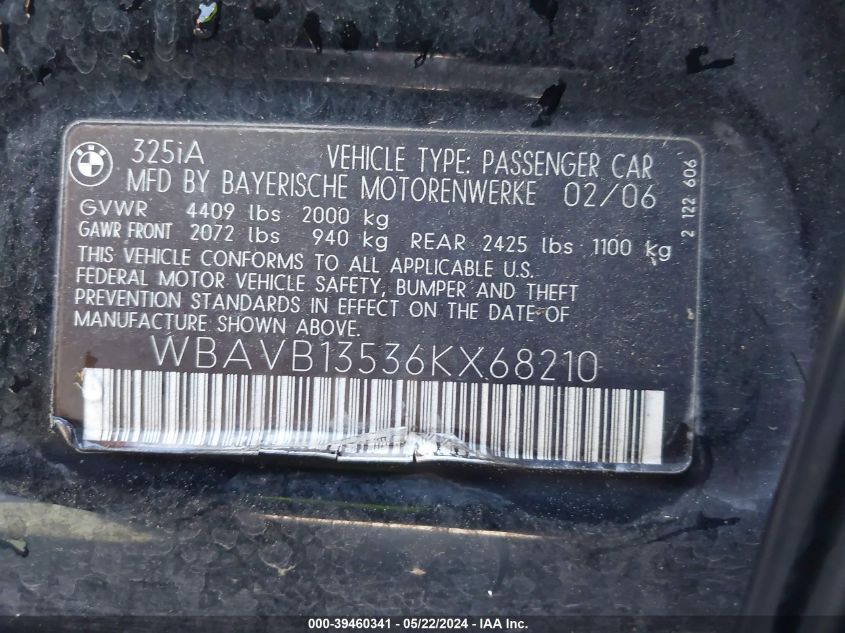 BMW
325iA VEHICLE TYPE: PASSENGER CAR
MFD BY BAYERISCHE MOTORENWERKE 02/06
GVWR 4409 lbs 2000 kg
GAWR FRONT 2072 lbs 940 kg REAR 2425 lbs 1100 kg
THIS VEHICLE CONFORMS TO ALL APPLICABLE U.S.
FEDERAL MOTOR VEHICLE SAFETY, BUMPER AND THEFT
PREVENTION STANDARDS IN EFFECT ON THE DATE OF
MANUFACTURE SHOWN ABOVE.
WBAVB13536KX68210
2 122 606
000-39460341 - 05/22/2024 - IAA Inc.